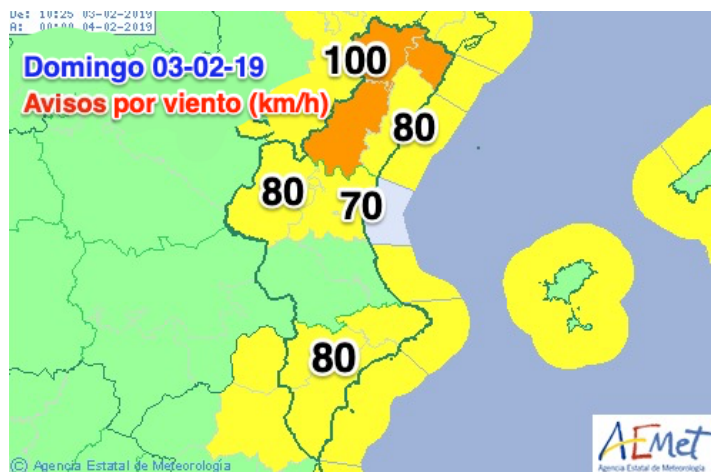 De: 10:25 03-02-2019
A: 00:00 04-02-2019
Domingo 03-02-19
Avisos por viento (km/h)
100
80
80
70
80
© Agencia Estatal de Meteorología
AEMet
Agencia Estatal de Meteorología